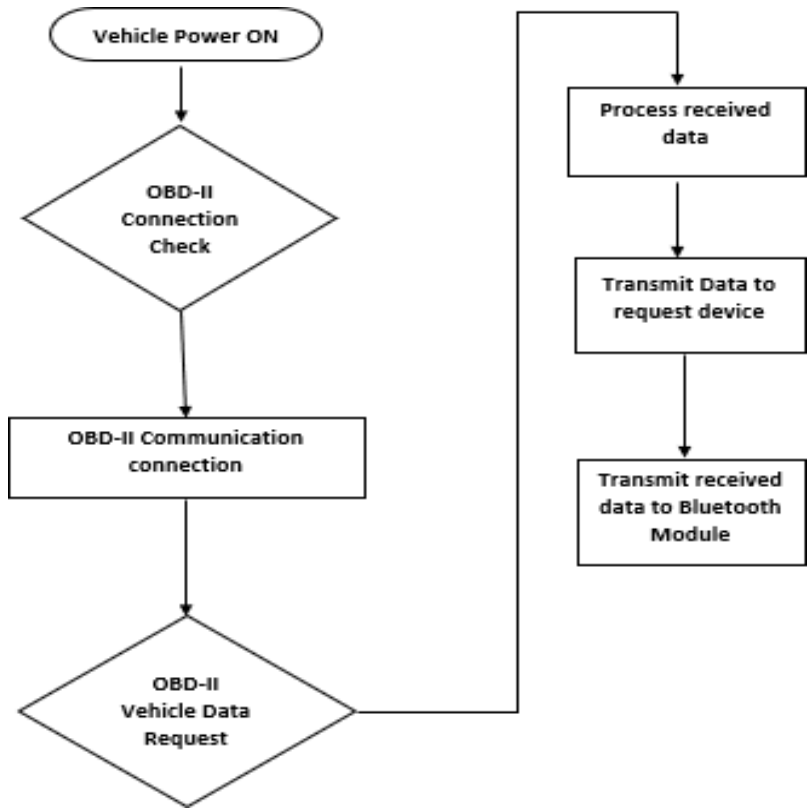 Vehicle Power ON
OBD-II
Connection
Check
OBD-II Communication
connection
OBD-II
Vehicle Data
Request
Process received
data
Transmit Data to
request device
Transmit received
data to Bluetooth
Module